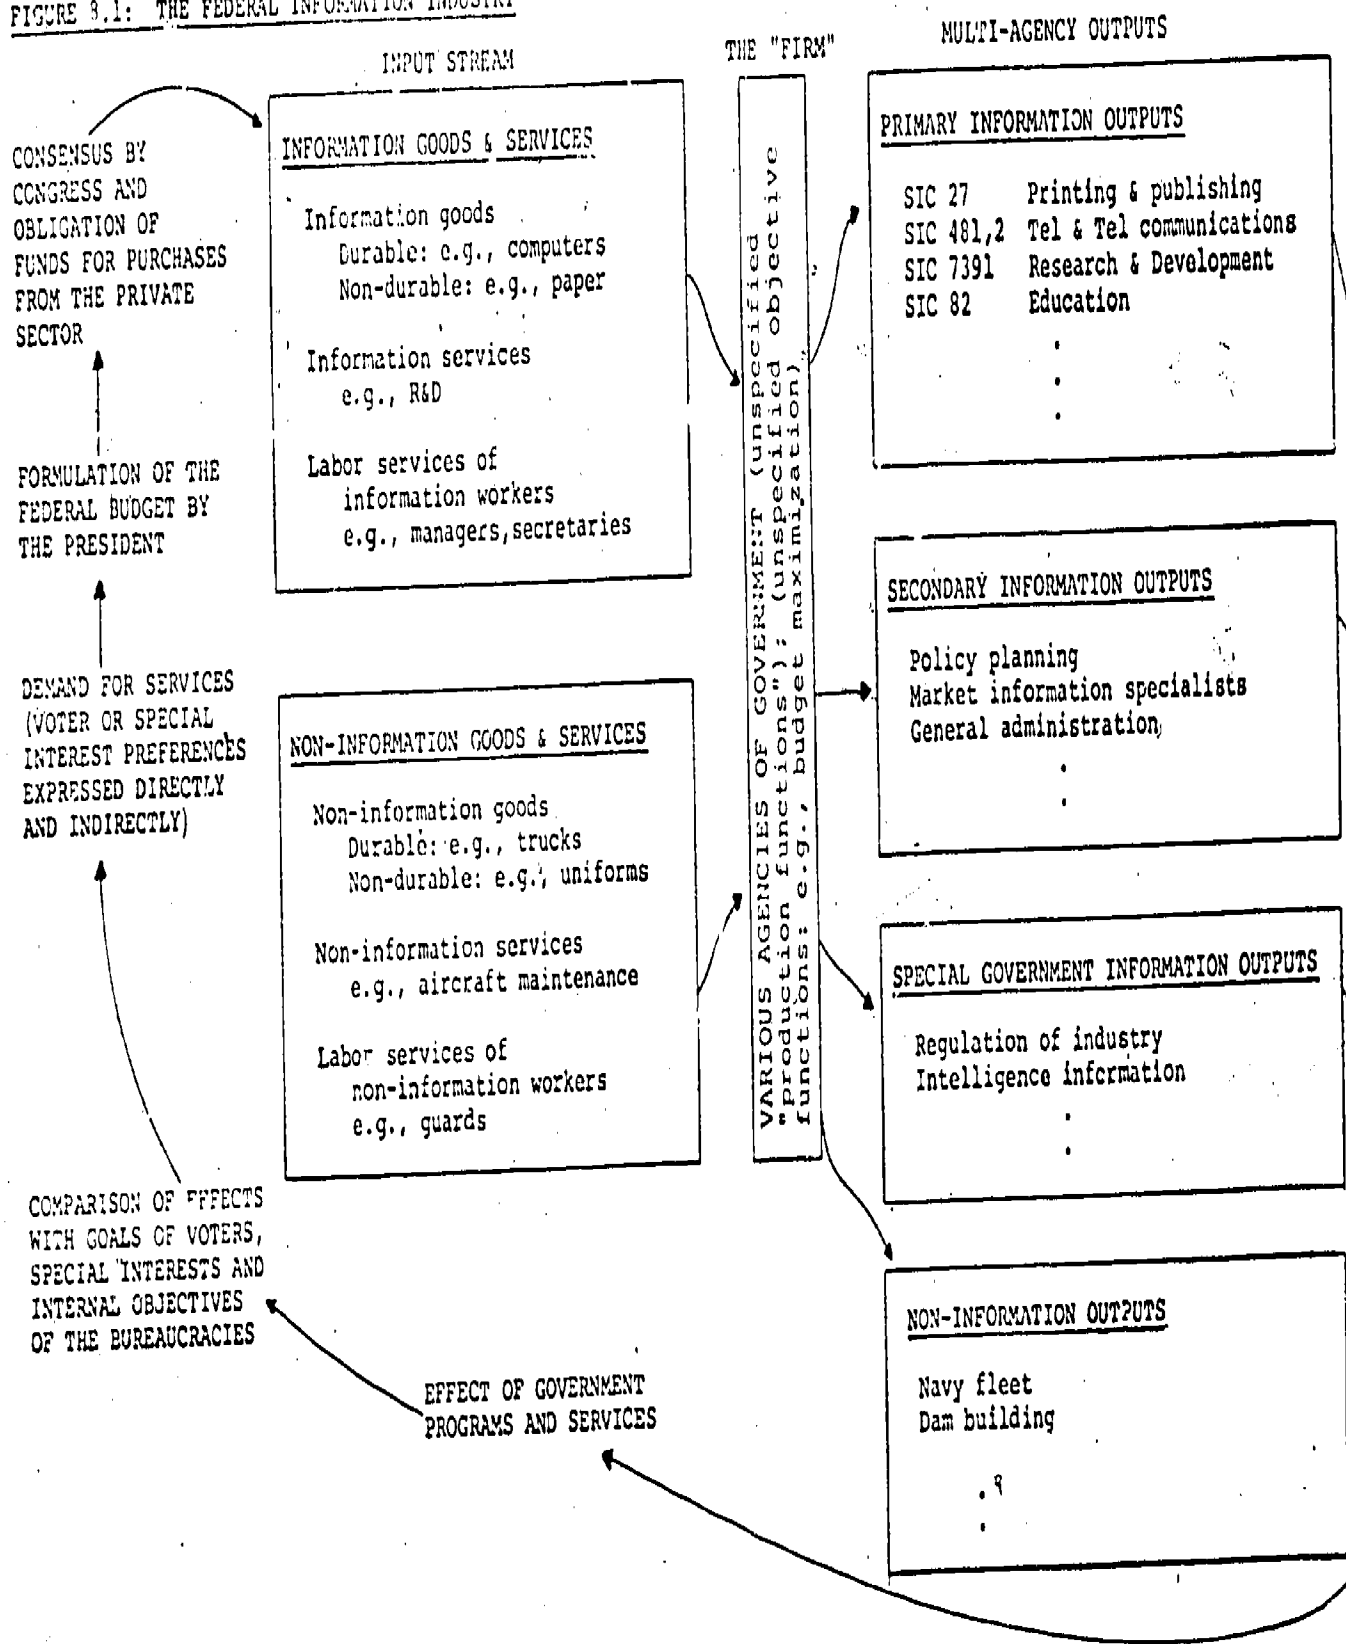 FIGURE 8.1: THE FEDERAL INFORMATION INDUSTRY
INPUT STREAM
THE "FIRM"
MULTI-AGENCY OUTPUTS
CONSENSUS BY
CONGRESS AND
OBLIGATION OF
FUNDS FOR PURCHASES
FROM THE PRIVATE
SECTOR
FORMULATION OF THE
FEDERAL BUDGET BY
THE PRESIDENT
DEMAND FOR SERVICES
(VOTER OR SPECIAL
INTEREST PREFERENCES
EXPRESSED DIRECTLY
AND INDIRECTLY)
COMPARISON OF EFFECTS
WITH GOALS OF VOTERS,
SPECIAL INTERESTS AND
INTERNAL OBJECTIVES
OF THE BUREAUCRACIES
EFFECT OF GOVERNMENT
PROGRAMS AND SERVICES
INFORMATION GOODS & SERVICES
Information goods
Durable: e.g., computers
Non-durable: e.g., paper
Information services
e.g., R&D
Labor services of
information workers
e.g., managers,secretaries
NON-INFORMATION GOODS & SERVICES
Non-information goods
Durable: e.g., trucks
Non-durable: e.g., uniforms
Non-information services
e.g., aircraft maintenance
Labor services of
non-information workers
e.g., guards
VARIOUS AGENCIES OF GOVERNMENT (unspecified
"production functions"); (unspecified objective
functions: e.g., budget maximization)
PRIMARY INFORMATION OUTPUTS
SIC 27 Printing & publishing
SIC 481,2 Tel & Tel communications
SIC 7391 Research & Development
SIC 82 Education
SECONDARY INFORMATION OUTPUTS
Policy planning
Market information specialists
General administration
SPECIAL GOVERNMENT INFORMATION OUTPUTS
Regulation of industry
Intelligence information
NON-INFORMATION OUTPUTS
Navy fleet
Dam building